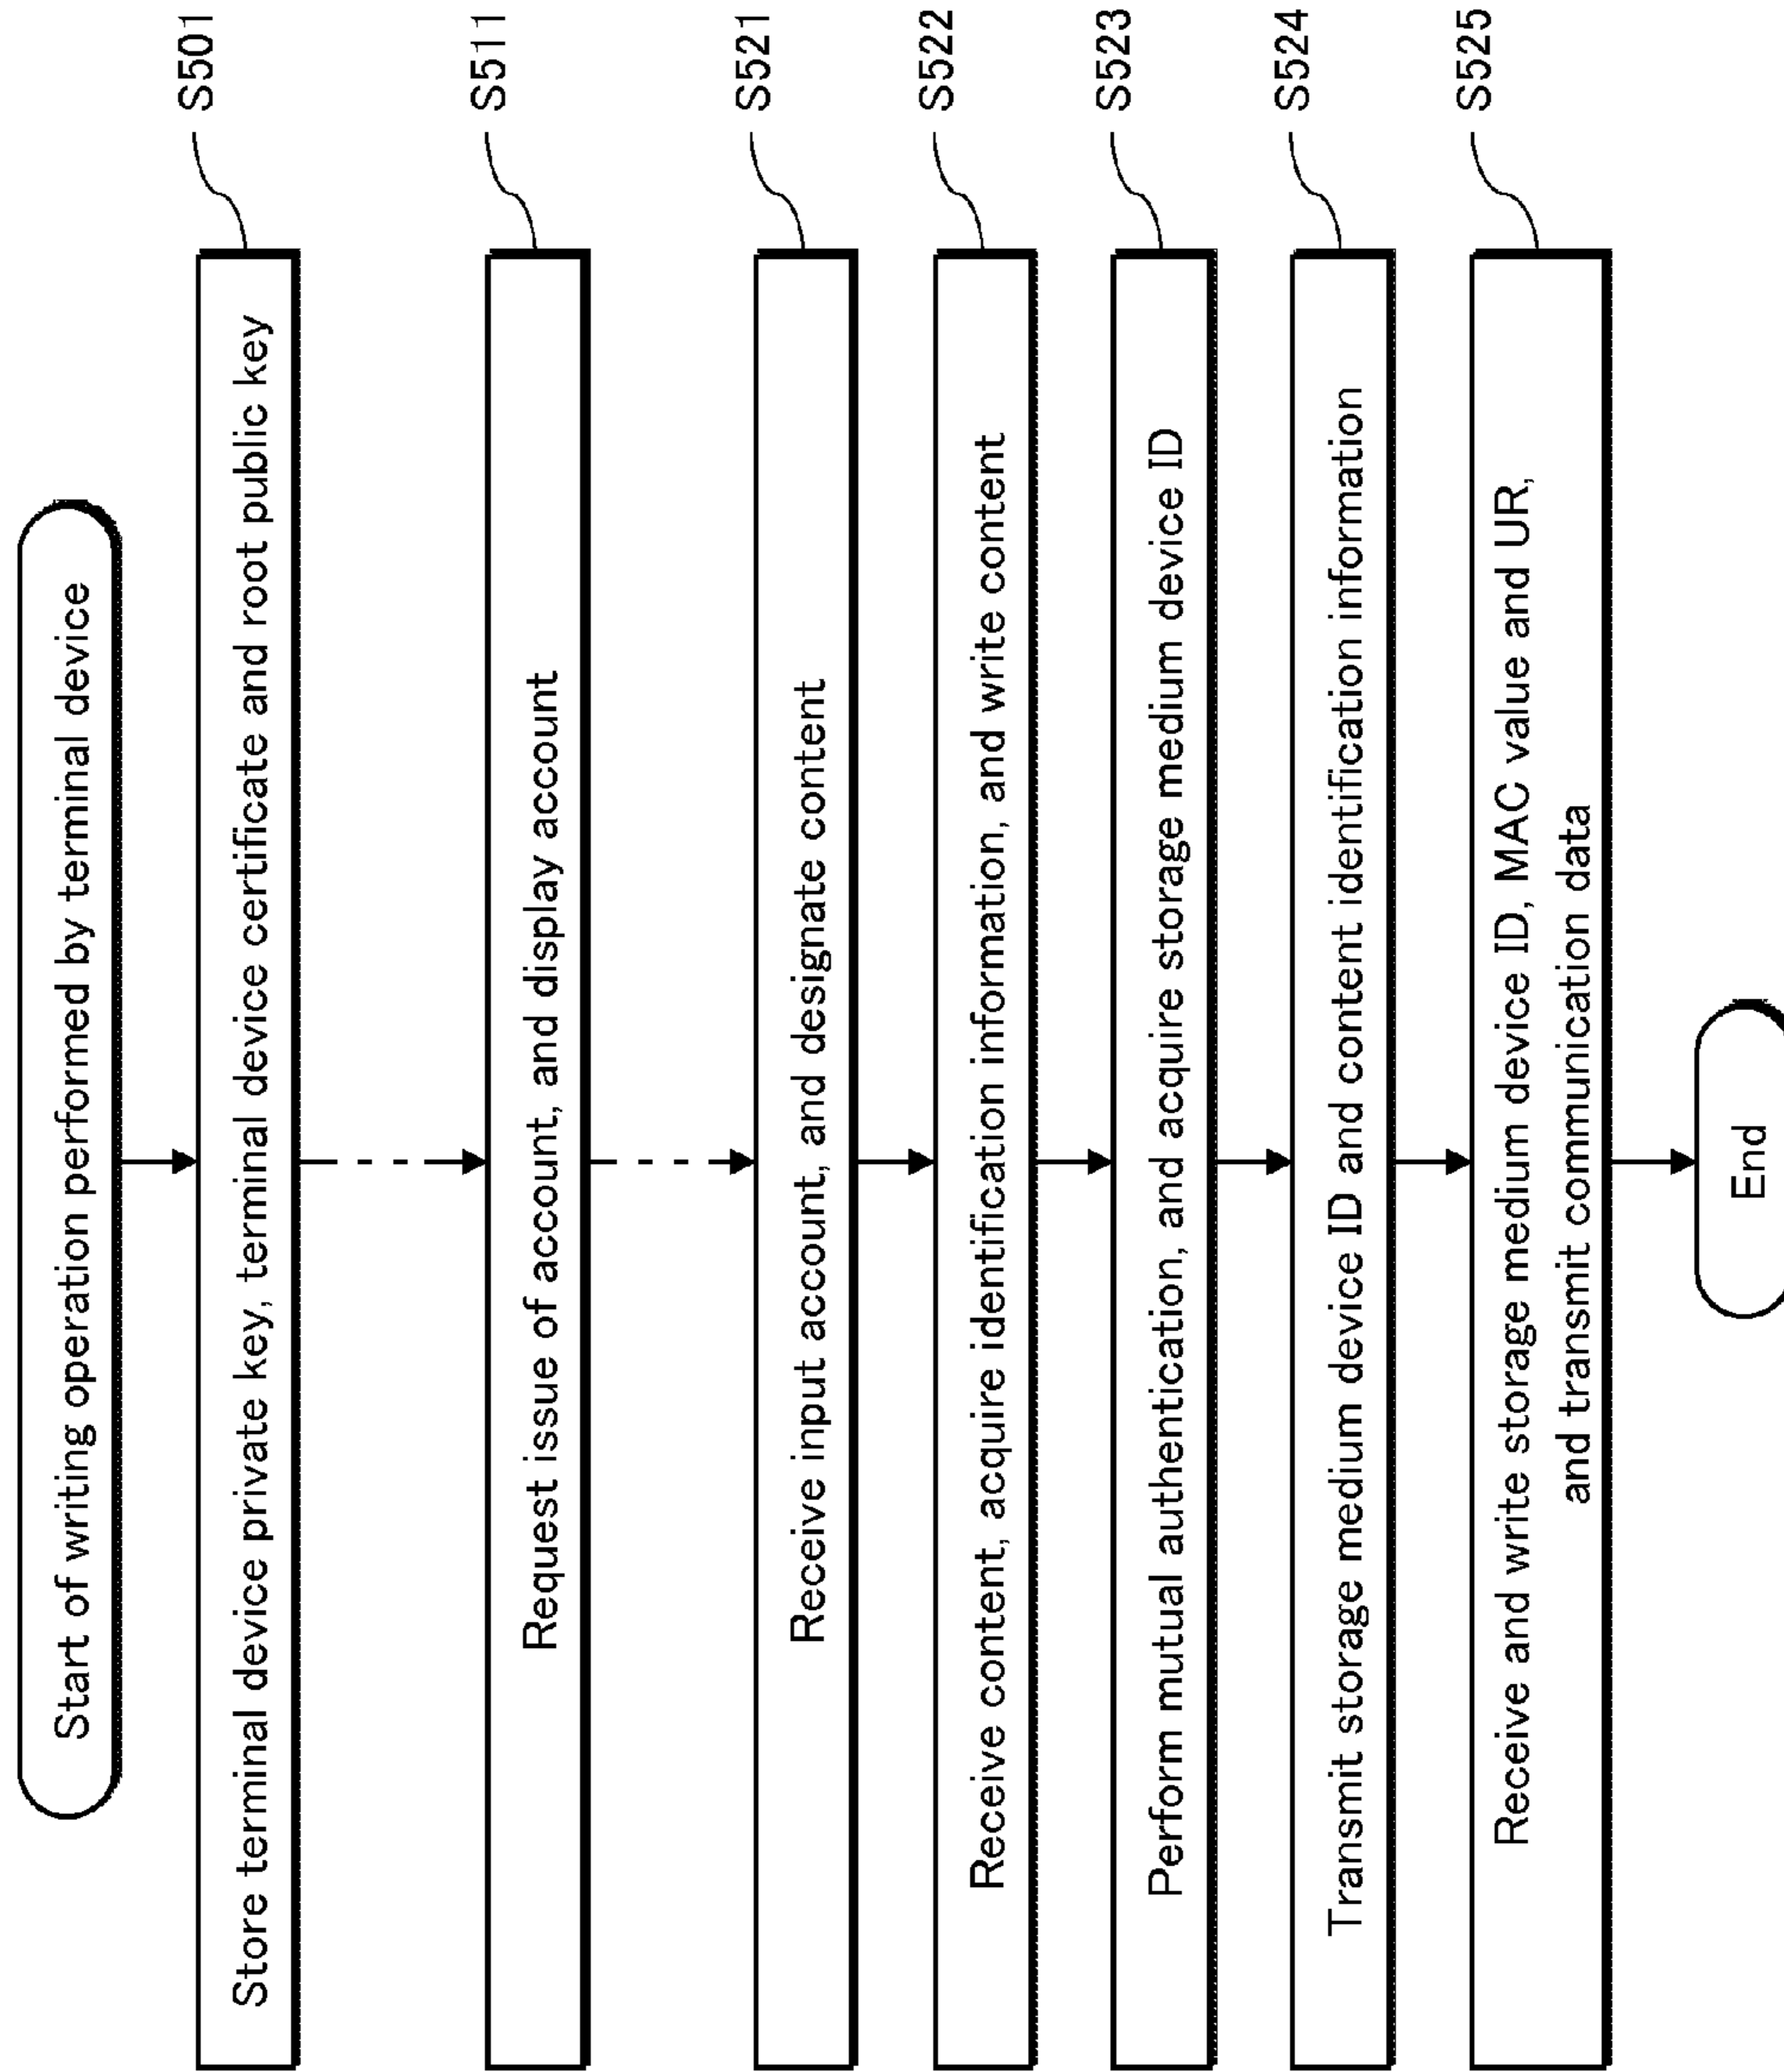 Start of writing operation performed by terminal device
Store terminal device private key, terminal device certificate and root public key
S501
Request issue of account, and display account
S511
Receive input account, and designate content
S521
Receive content, acquire identification information, and write content
S522
Perform mutual authentication, and acquire storage medium device ID
S523
Transmit storage medium device ID and content identification information
S524
Receive and write storage medium device ID, MAC value and UR,
and transmit communication data
S525
End